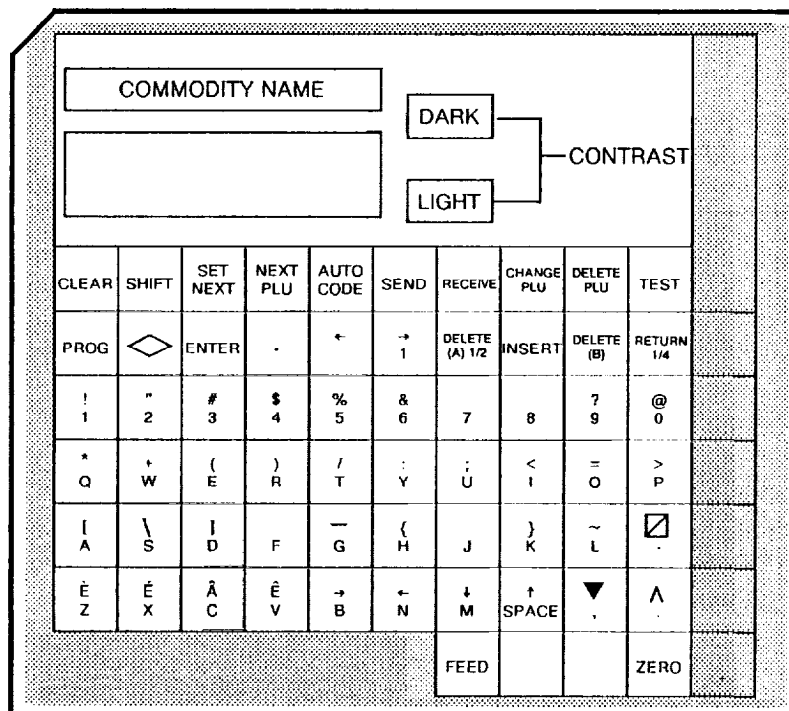 COMMODITY NAME
DARK
CONTRAST
LIGHT
CLEAR SHIFT SET NEXT NEXT PLU AUTO CODE SEND RECEIVE CHANGE PLU DELETE PLU TEST
PROG ENTER . ← → 1 DELETE (A) 1/2 INSERT DELETE (B) RETURN 1/4
! 1 " 2 # 3 $ 4 % 5 & 6 7 8 ? 9 @ 0
* Q + W ( E ) R / T : Y ; U < I = O > P
[ A \ S ] D F — G { H J } K ~ L .
È Z É X Â C Ê V → B ← N ↓ M ↑ SPACE ▼ , Λ .
FEED ZERO